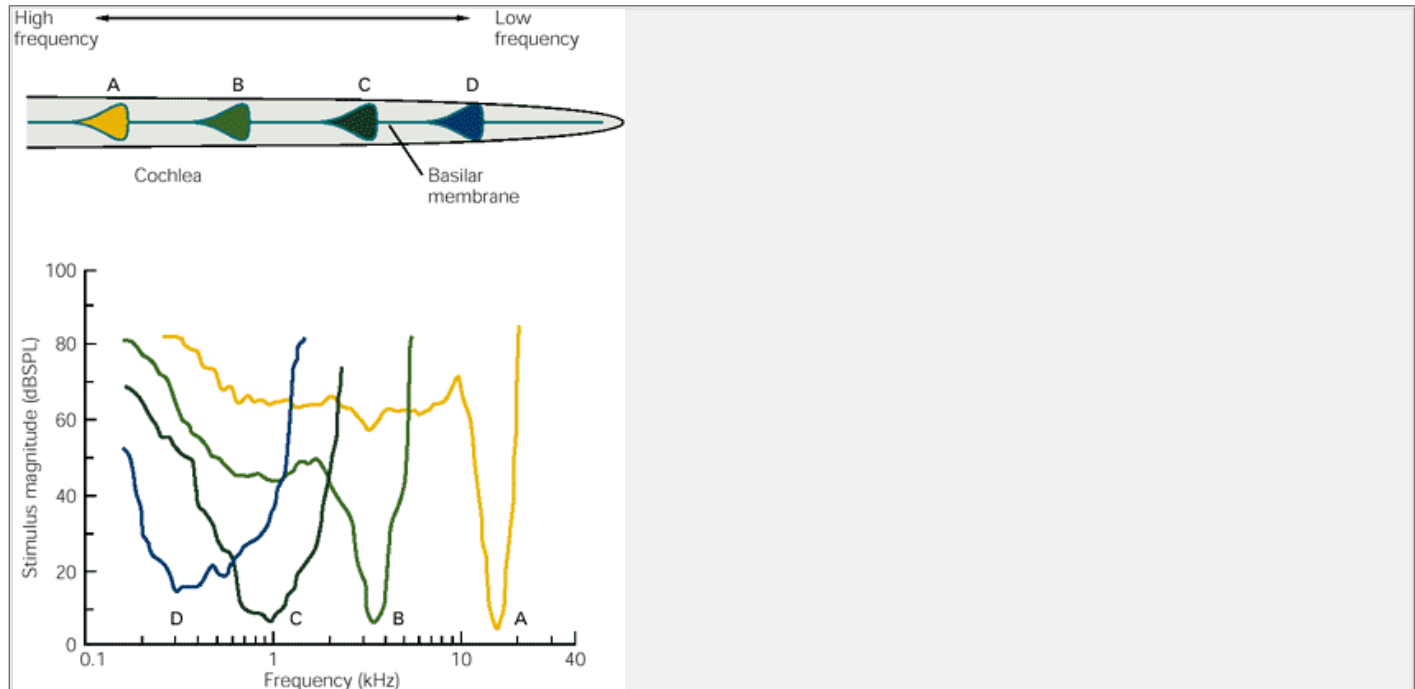 High
frequency
Low
frequency
A B C D
Cochlea
Basilar
membrane
100
80
60
40
20
0
Stimulus magnitude (dBSPL)
D C B A
0.1 1 10 40
Frequency (kHz)